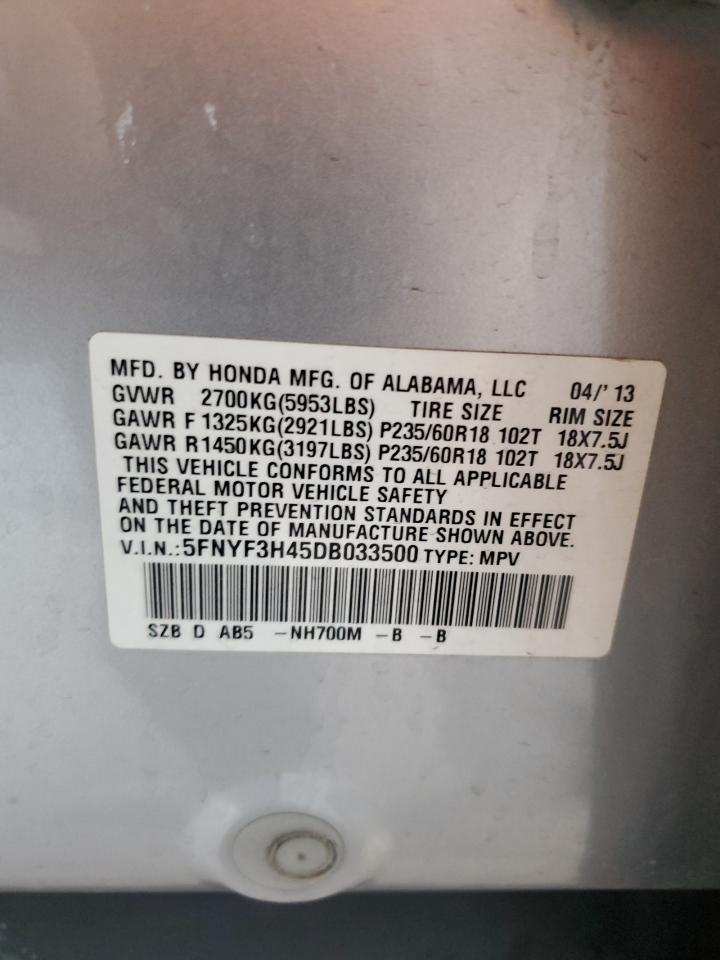 MFD. BY HONDA MFG. OF ALABAMA, LLC 04/'13
GVWR 2700KG(5953LBS) TIRE SIZE RIM SIZE
GAWR F 1325KG(2921LBS) P235/60R18 102T 18X7.5J
GAWR R1450KG(3197LBS) P235/60R18 102T 18X7.5J
THIS VEHICLE CONFORMS TO ALL APPLICABLE
FEDERAL MOTOR VEHICLE SAFETY
AND THEFT PREVENTION STANDARDS IN EFFECT
ON THE DATE OF MANUFACTURE SHOWN ABOVE.
V.I.N.:5FNYF3H45DB033500 TYPE: MPV
SZB D AB5 -NH700M -B -B